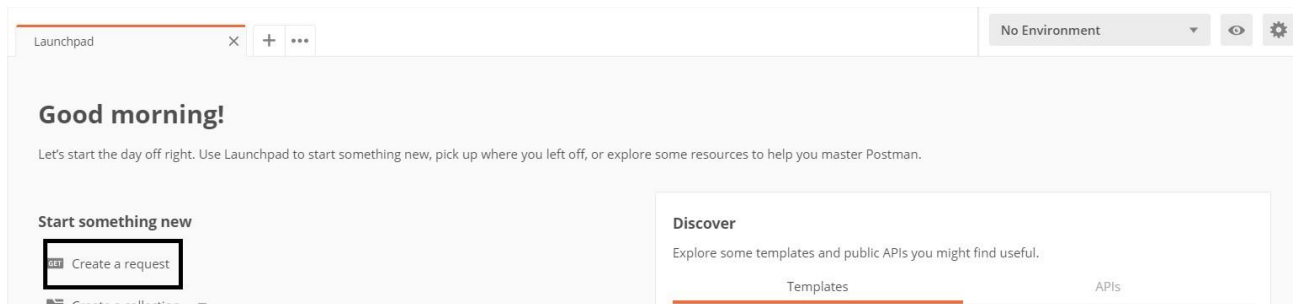 Launchpad
No Environment
Good morning!
Let's start the day off right. Use Launchpad to start something new, pick up where you left off, or explore some resources to help you master Postman.
Start something new
GET Create a request
Create a collection
Discover
Explore some templates and public APIs you might find useful.
Templates
APIs